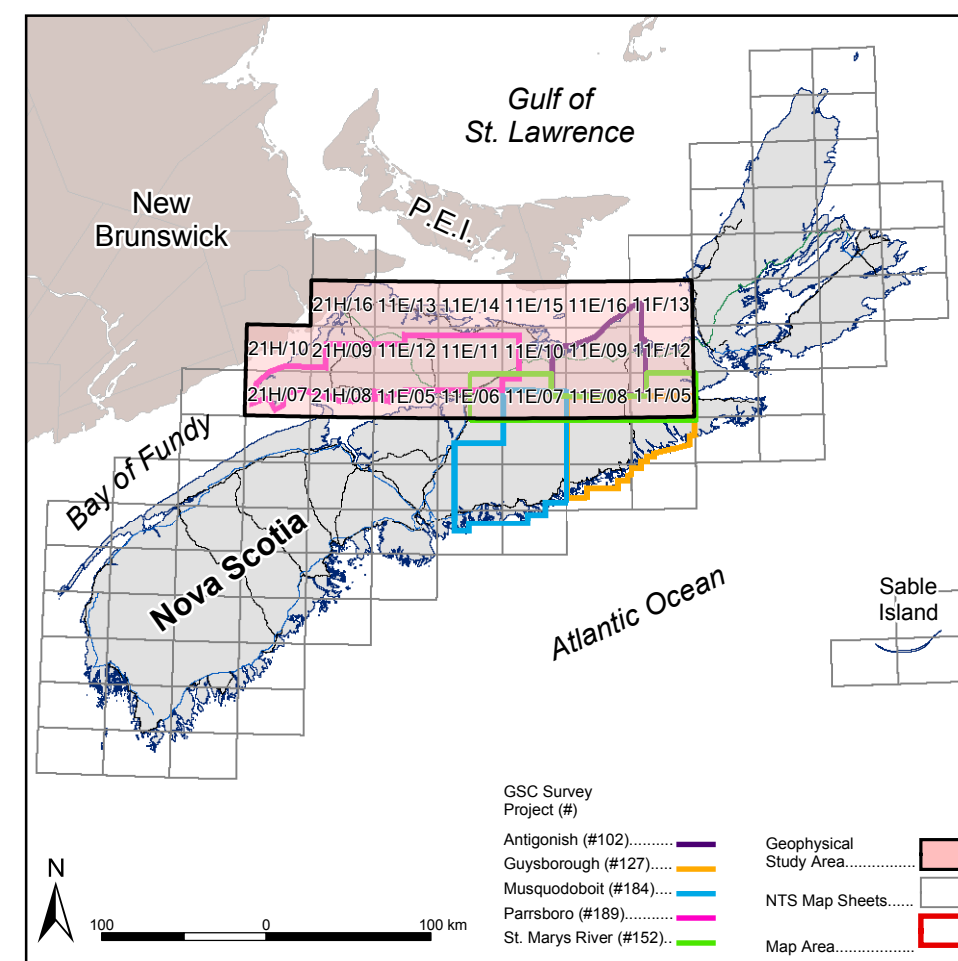 Gulf of
St. Lawrence
New
Brunswick
P.E.I.
21H/16 11E/13 11E/14 11E/15 11E/16 11F/13
21H/10 21H/09 11E/12 11E/11 11E/10 11E/09 11F/12
21H/07 21H/08 11E/05 11E/06 11E/07 11E/08 11F/05
Bay of Fundy
Nova Scotia
Atlantic Ocean
Sable
Island
GSC Survey
Project (#)
Antigonish (#102)..........
Guysborough (#127).....
Musquodoboit (#184)....
Parrsboro (#189)...........
St. Marys River (#152)..
Geophysical
Study Area................
NTS Map Sheets......
Map Area..................
N
100 0 100 km